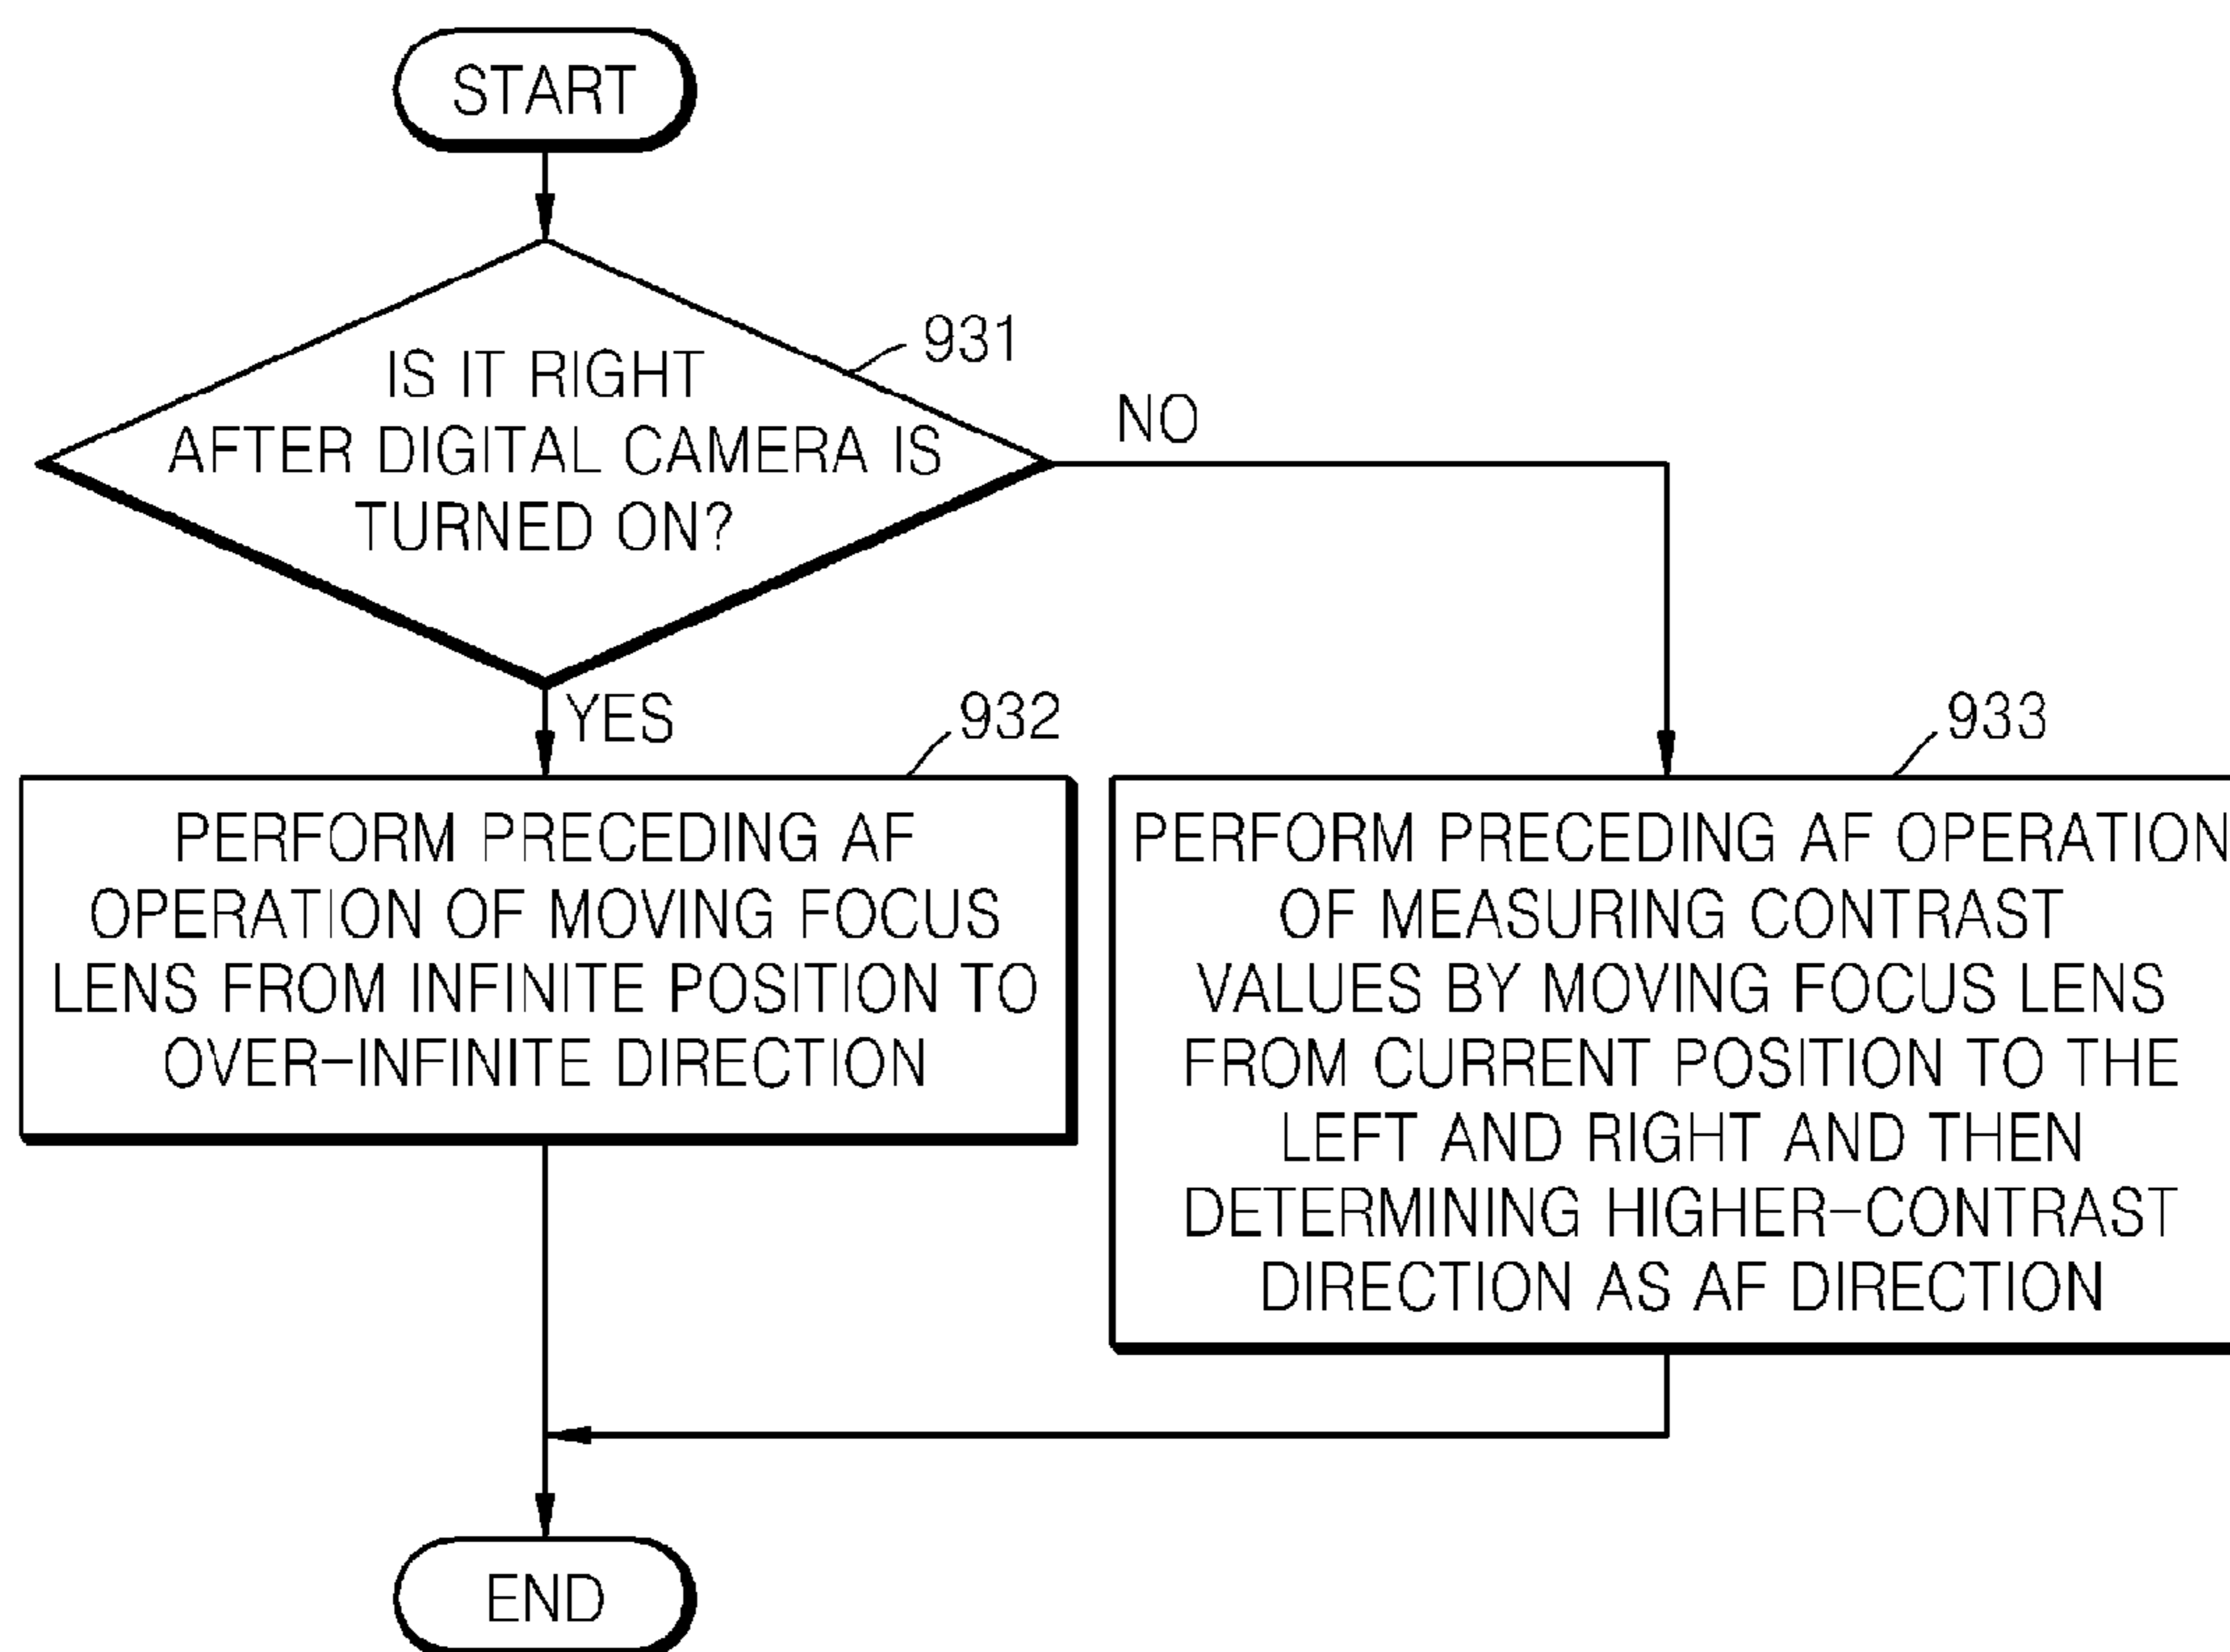 START
931
IS IT RIGHT
AFTER DIGITAL CAMERA IS
TURNED ON?
NO
YES
932
PERFORM PRECEDING AF
OPERATION OF MOVING FOCUS
LENS FROM INFINITE POSITION TO
OVER-INFINITE DIRECTION
933
PERFORM PRECEDING AF OPERATION
OF MEASURING CONTRAST
VALUES BY MOVING FOCUS LENS
FROM CURRENT POSITION TO THE
LEFT AND RIGHT AND THEN
DETERMINING HIGHER-CONTRAST
DIRECTION AS AF DIRECTION
END